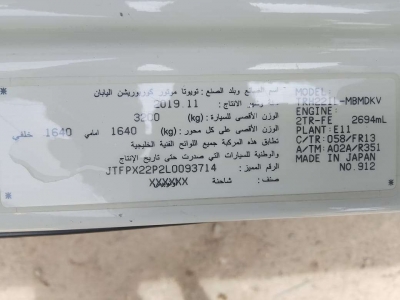 اسم الصانع وبلد الصنع : تويوتا موتور كوربوريشن اليابان
الانتاج : 2019.11
الوزن الأقصى للسيارة : 3200 (kg)
الوزن الأقصى على كل محور : 1640 أمامي 1640 خلفي (kg)
تطابق هذه المركبة جميع اللوائح الفنية الخليجية
والوطنية للسيارات التي صدرت حتى تاريخ الإنتاج
الرقم المميز : JTFPX22P2L0093714
صنف : شاحنة
XXXXXX
MODEL:
TRH221L-MBMDKV
ENGINE:
2TR-FE 2694mL
PLANT: E11
C/TR: 058/FR13
A/TM: A02A/R351
MADE IN JAPAN
NO.912